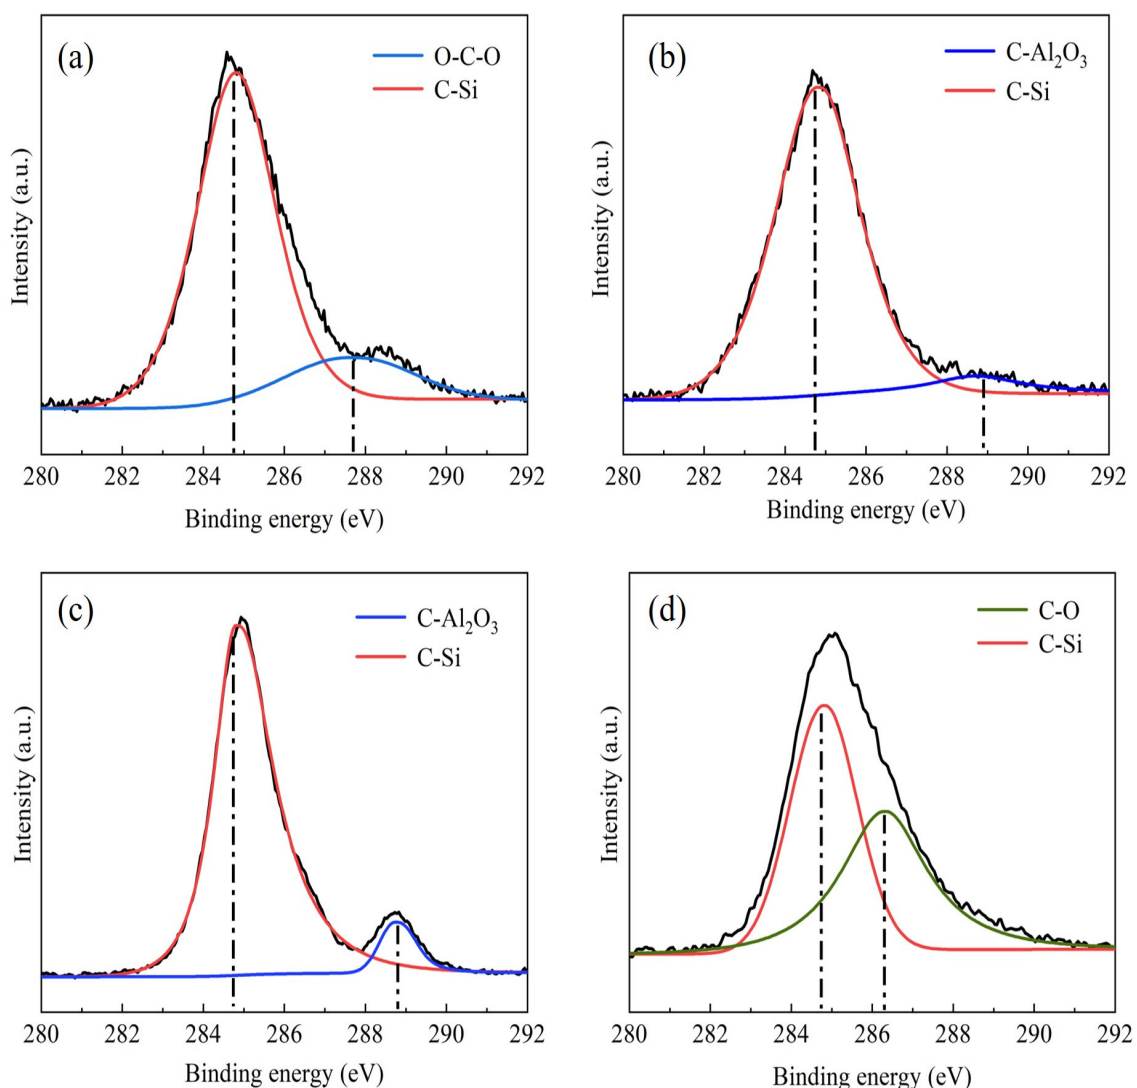 (a)
O-C-O
C-Si
Intensity (a.u.)
280 282 284 286 288 290 292
Binding energy (eV)
(b)
C-Al₂O₃
C-Si
Intensity (a.u.)
280 282 284 286 288 290 292
Binding energy (eV)
(c)
C-Al₂O₃
C-Si
Intensity (a.u.)
280 282 284 286 288 290 292
Binding energy (eV)
(d)
C-O
C-Si
Intensity (a.u.)
280 282 284 286 288 290 292
Binding energy (eV)